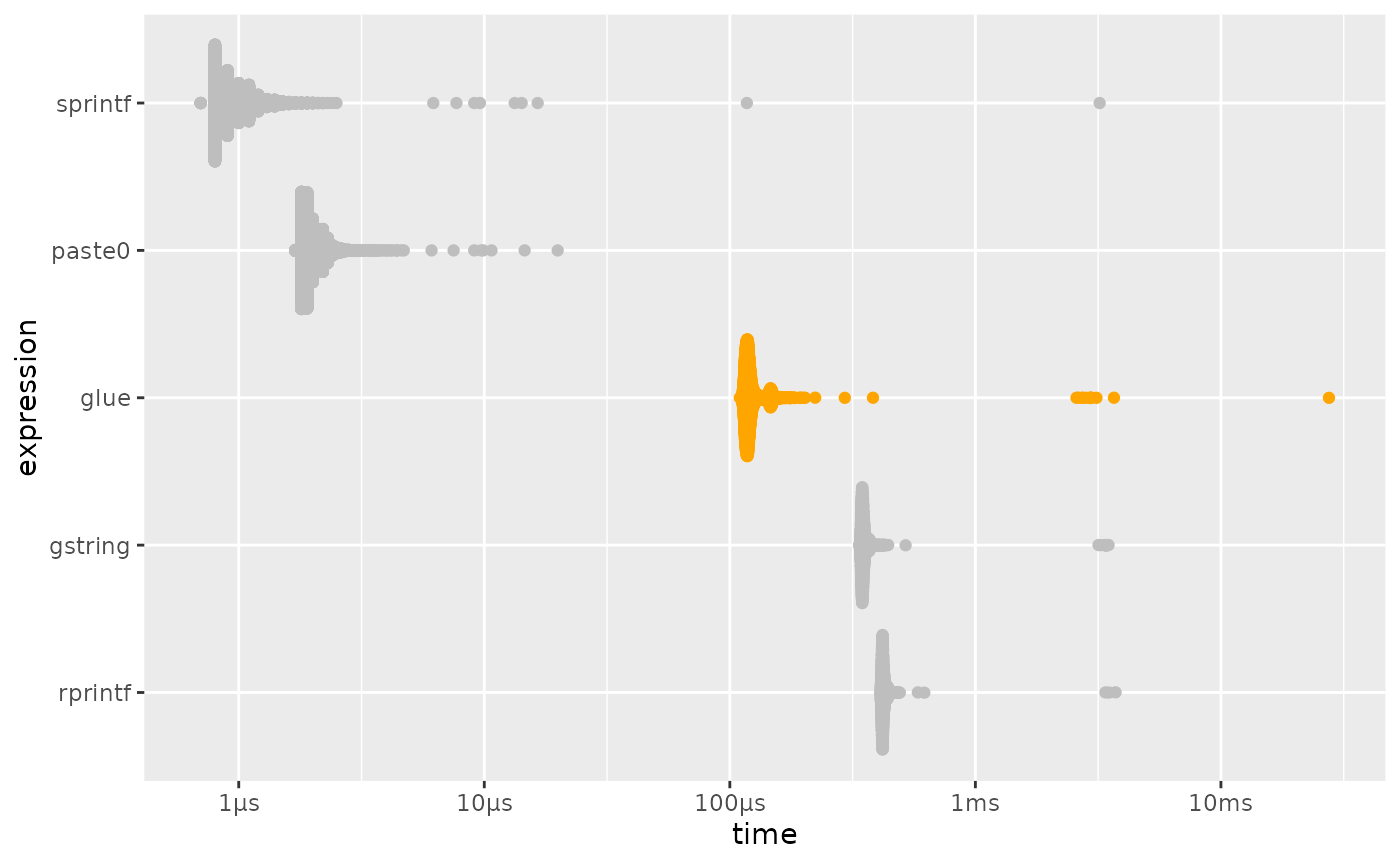 expression
sprintf
paste0
glue
gstring
rprintf
1µs 10µs 100µs 1ms 10ms
time